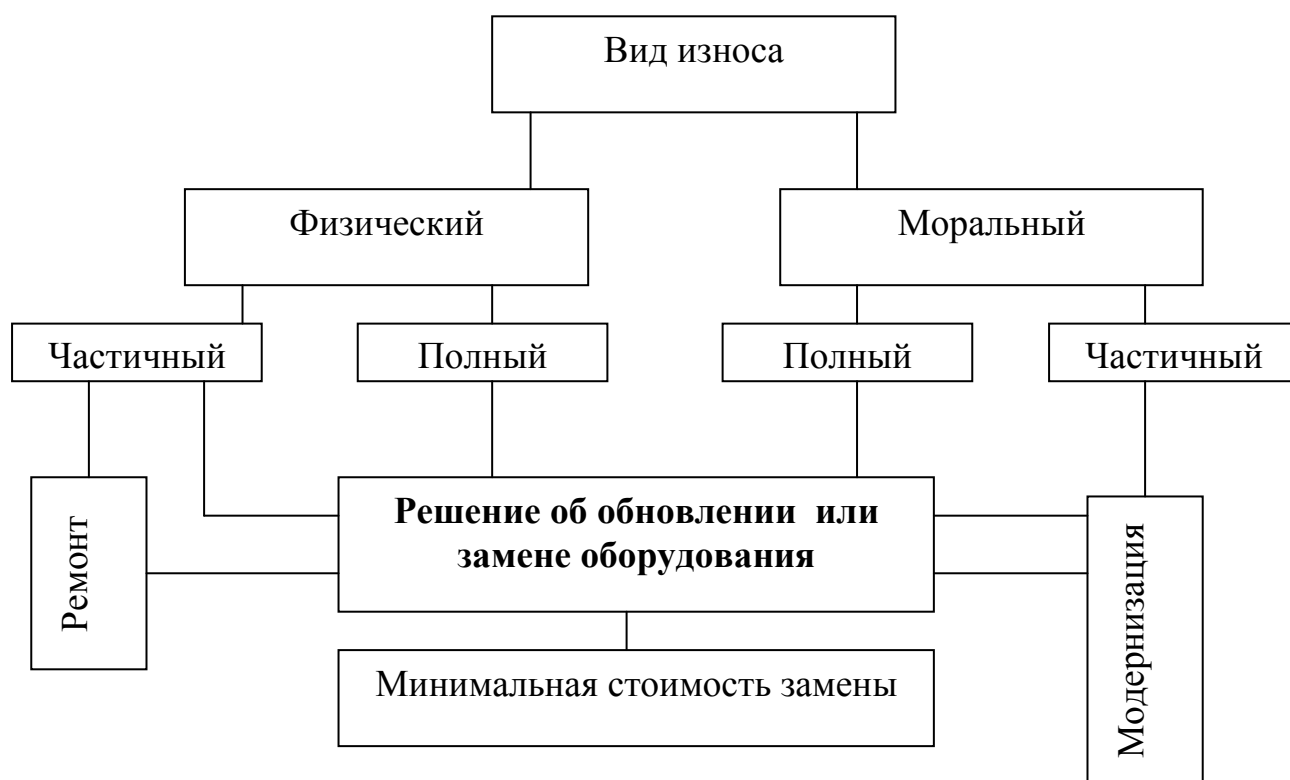 Вид износа
Физический
Моральный
Частичный
Полный
Полный
Частичный
Ремонт
Решение об обновлении или
замене оборудования
Модернизация
Минимальная стоимость замены